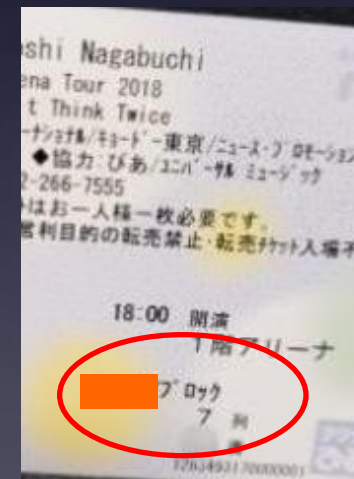 oshi Nagabuchi
ena Tour 2018
t Think Twice
ーナショナル/キョードー東京/ニュース・プロモーション
◆協力:ぴあ/ユニバーサル ミュージック
2-266-7555
はお一人様一枚必要です。
営利目的の転売禁止・転売チケット入場不
18:00 開演
1階アリーナ
ブロック
7 列